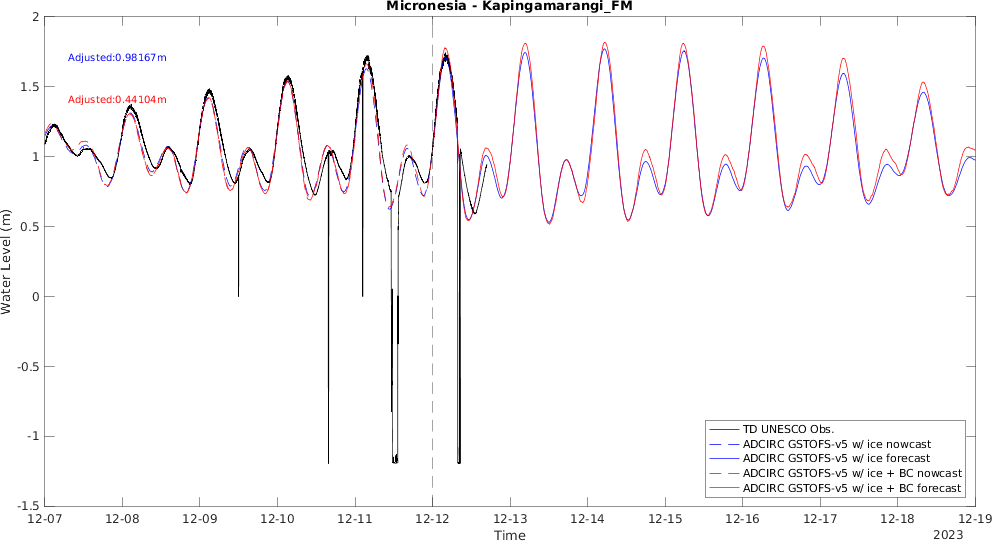 Micronesia - Kapingamarangi_FM
Adjusted:0.98167m
Adjusted:0.44104m
Water Level (m)
2
1.5
1
0.5
0
-0.5
-1
-1.5
TD UNESCO Obs.
ADCIRC GSTOFS-v5 w/ ice nowcast
ADCIRC GSTOFS-v5 w/ ice forecast
ADCIRC GSTOFS-v5 w/ ice + BC nowcast
ADCIRC GSTOFS-v5 w/ ice + BC forecast
12-07 12-08 12-09 12-10 12-11 12-12 12-13 12-14 12-15 12-16 12-17 12-18 12-19
Time
2023